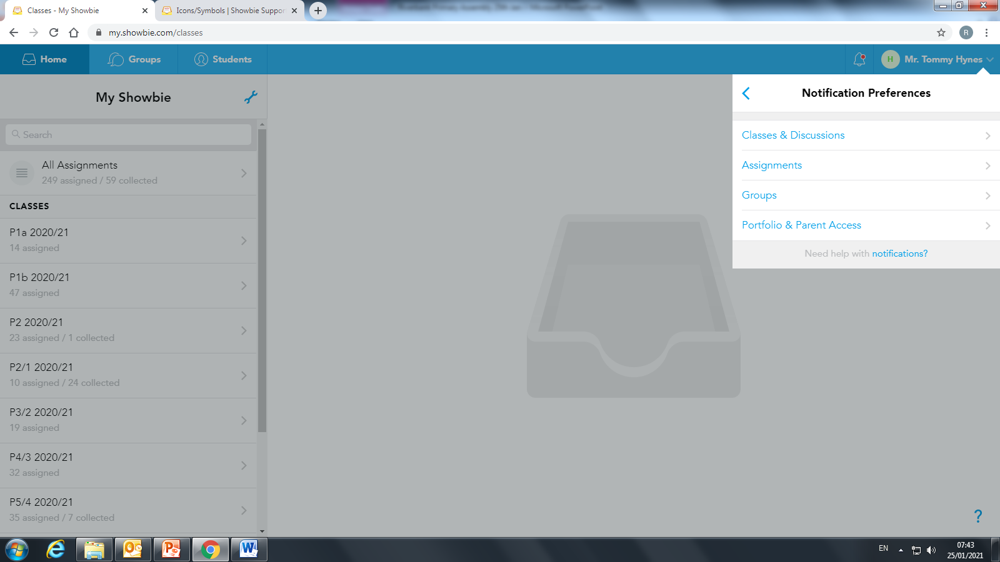 Classes - My Showbie
Icons/Symbols | Showbie Suppor
my.showbie.com/classes
R
Home
Groups
Students
H
Mr. Tommy Hynes
My Showbie
Search
All Assignments
249 assigned / 59 collected
CLASSES
P1a 2020/21
14 assigned
P1b 2020/21
47 assigned
P2 2020/21
23 assigned / 1 collected
P2/1 2020/21
10 assigned / 24 collected
P3/2 2020/21
19 assigned
P4/3 2020/21
32 assigned
P5/4 2020/21
35 assigned / 7 collected
Notification Preferences
Classes & Discussions
Assignments
Groups
Portfolio & Parent Access
Need help with notifications?
?
EN
07:43
25/01/2021